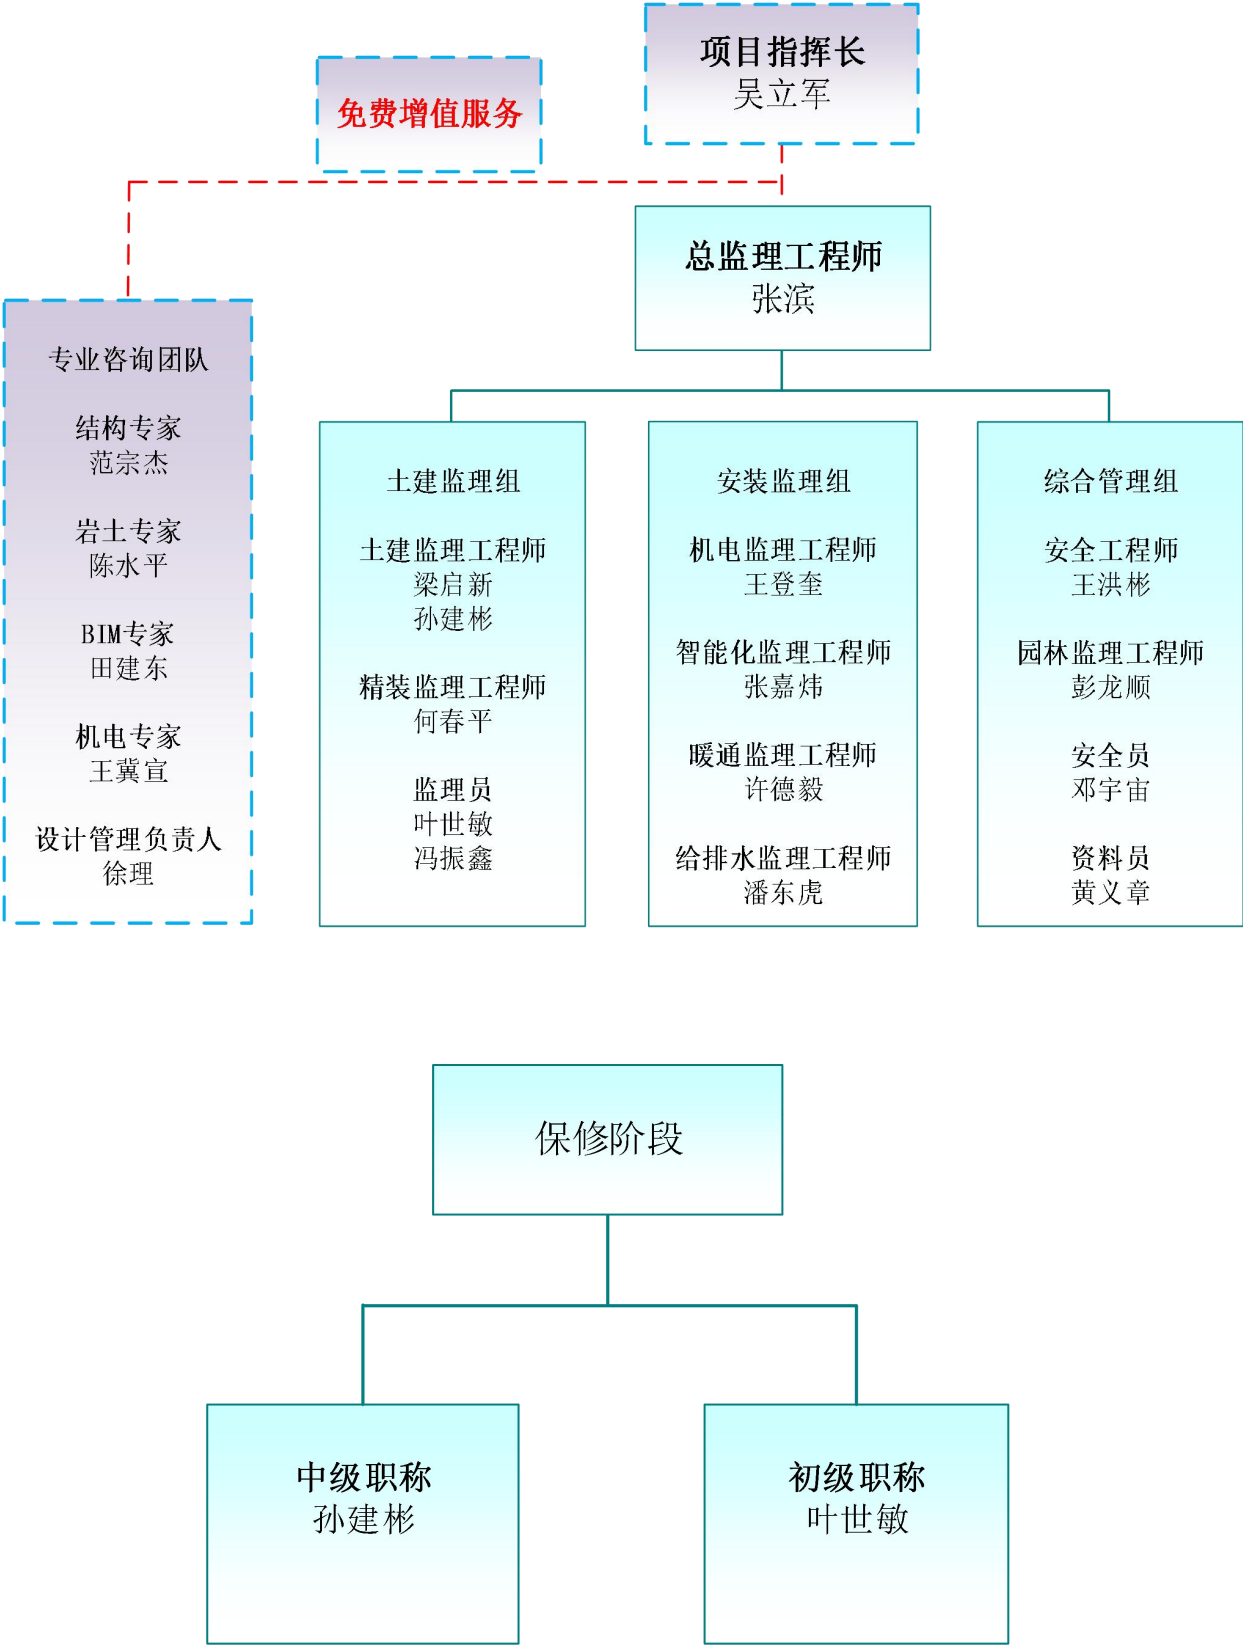 项目指挥长
吴立军
免费增值服务
总监理工程师
张滨
专业咨询团队
结构专家
范宗杰
岩土专家
陈水平
BIM专家
田建东
机电专家
王冀宣
设计管理负责人
徐理
土建监理组
土建监理工程师
梁启新
孙建彬
精装监理工程师
何春平
监理员
叶世敏
冯振鑫
安装监理组
机电监理工程师
王登奎
智能化监理工程师
张嘉炜
暖通监理工程师
许德毅
给排水监理工程师
潘东虎
综合管理组
安全工程师
王洪彬
园林监理工程师
彭龙顺
安全员
邓宇宙
资料员
黄义章
保修阶段
中级职称
孙建彬
初级职称
叶世敏